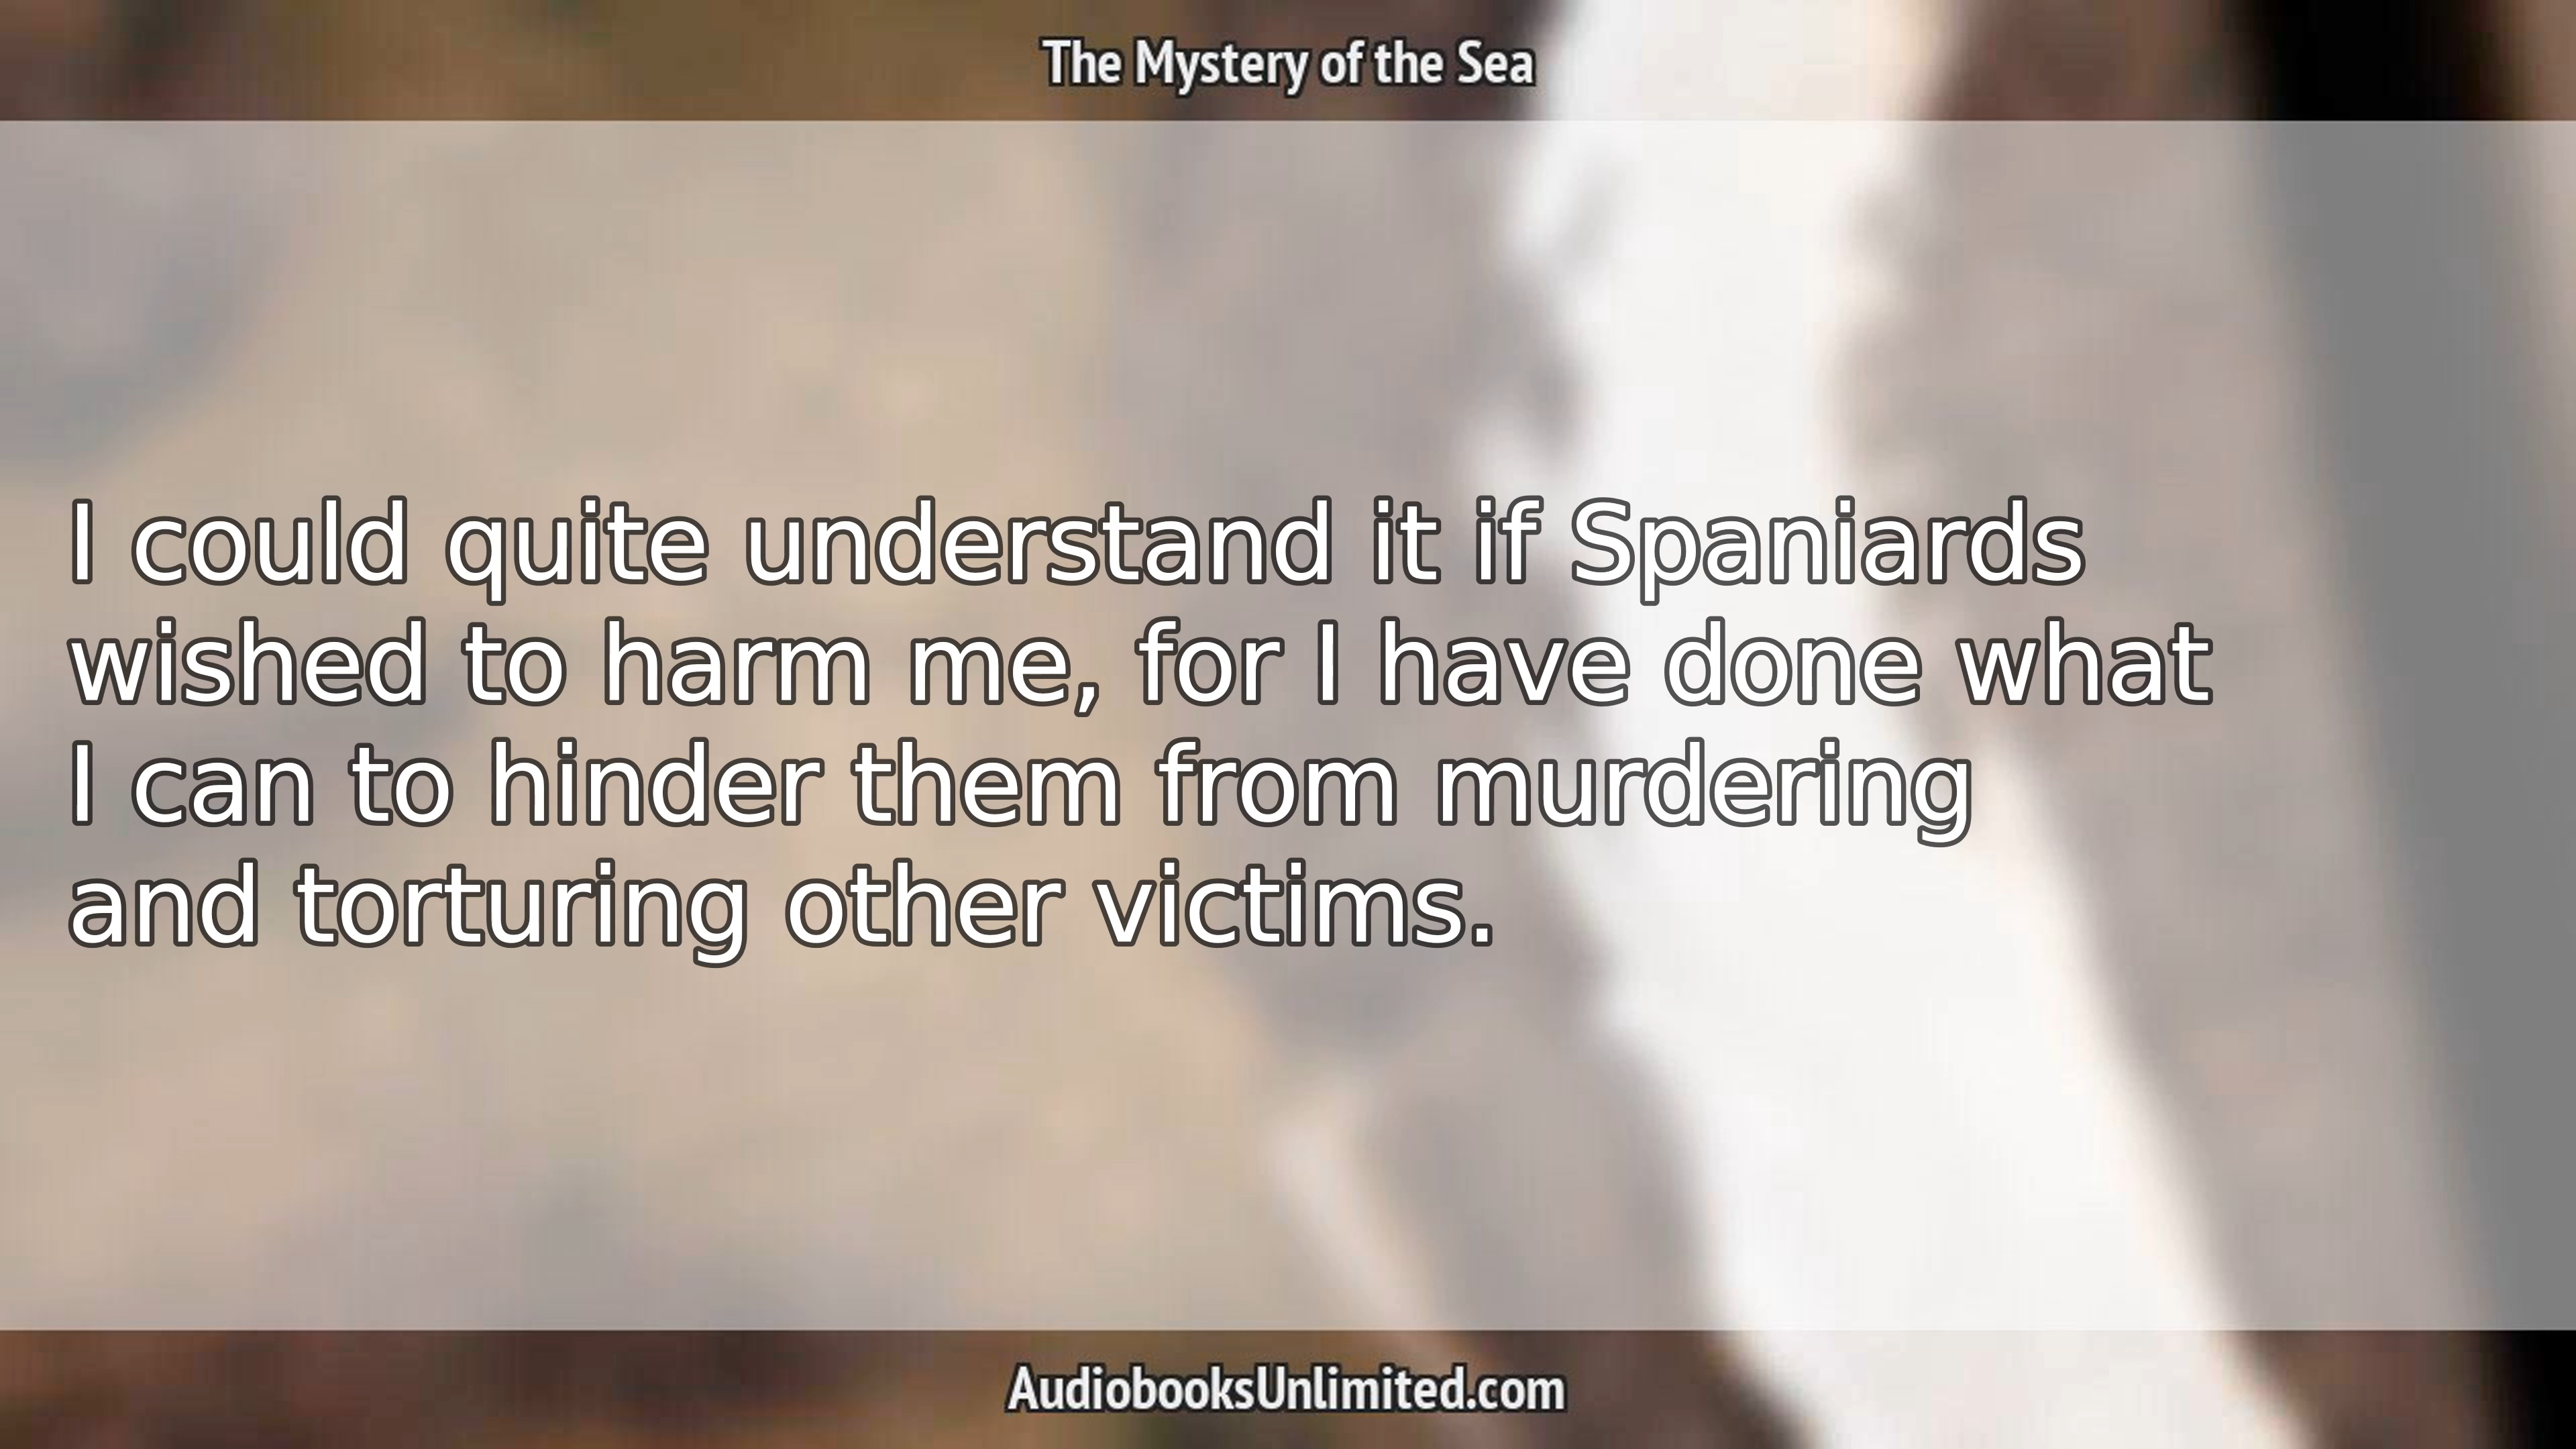 The Mystery of the Sea
I could quite understand it if Spaniards
wished to harm me, for I have done what
I can to hinder them from murdering
and torturing other victims.
AudiobooksUnlimited.com